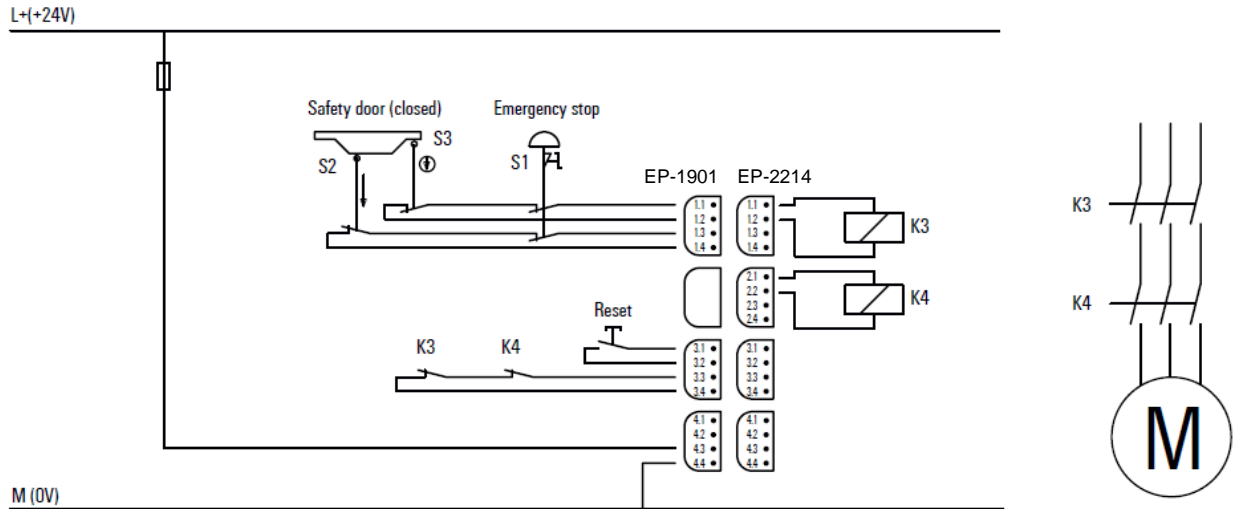 L+(+24V)
Safety door (closed)
Emergency stop
S3
S2
S1
EP-1901 EP-2214
1.1 1.1
1.2 1.2
1.3 1.3
1.4 1.4
K3
K3
2.1
2.2
2.3
2.4
K4
K4
Reset
K3 K4
3.1 3.1
3.2 3.2
3.3 3.3
3.4 3.4
4.1 4.1
4.2 4.2
4.3 4.3
4.4 4.4
M
M (0V)